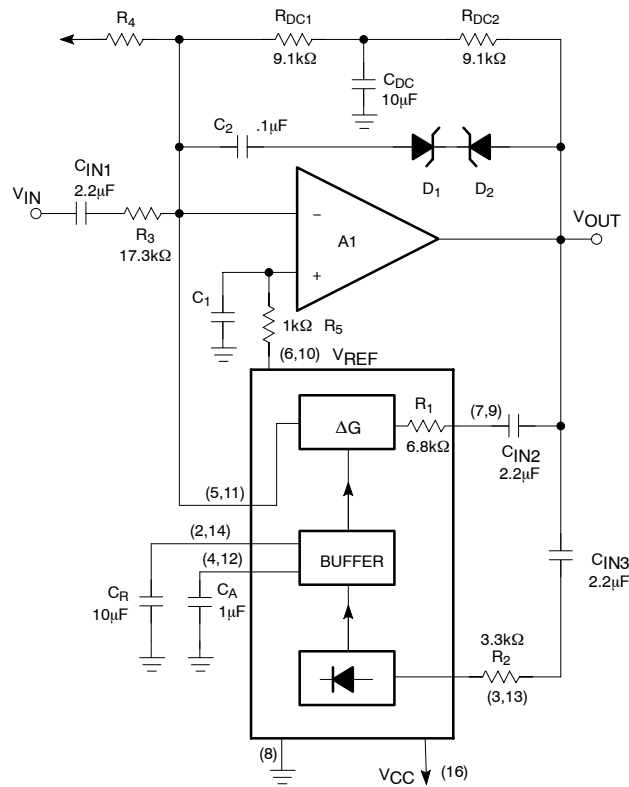 R4
RDC1
9.1kΩ
RDC2
9.1kΩ
CDC
10μF
C2
.1μF
D1
D2
VIN
CIN1
2.2μF
R3
17.3kΩ
−
A1
+
VOUT
C1
1kΩ R5
(6,10)
VREF
ΔG
R1
6.8kΩ
(7,9)
CIN2
2.2μF
(5,11)
(2,14)
(4,12)
BUFFER
CR
10μF
CA
1μF
CIN3
2.2μF
3.3kΩ
R2
(3,13)
(8)
VCC
(16)